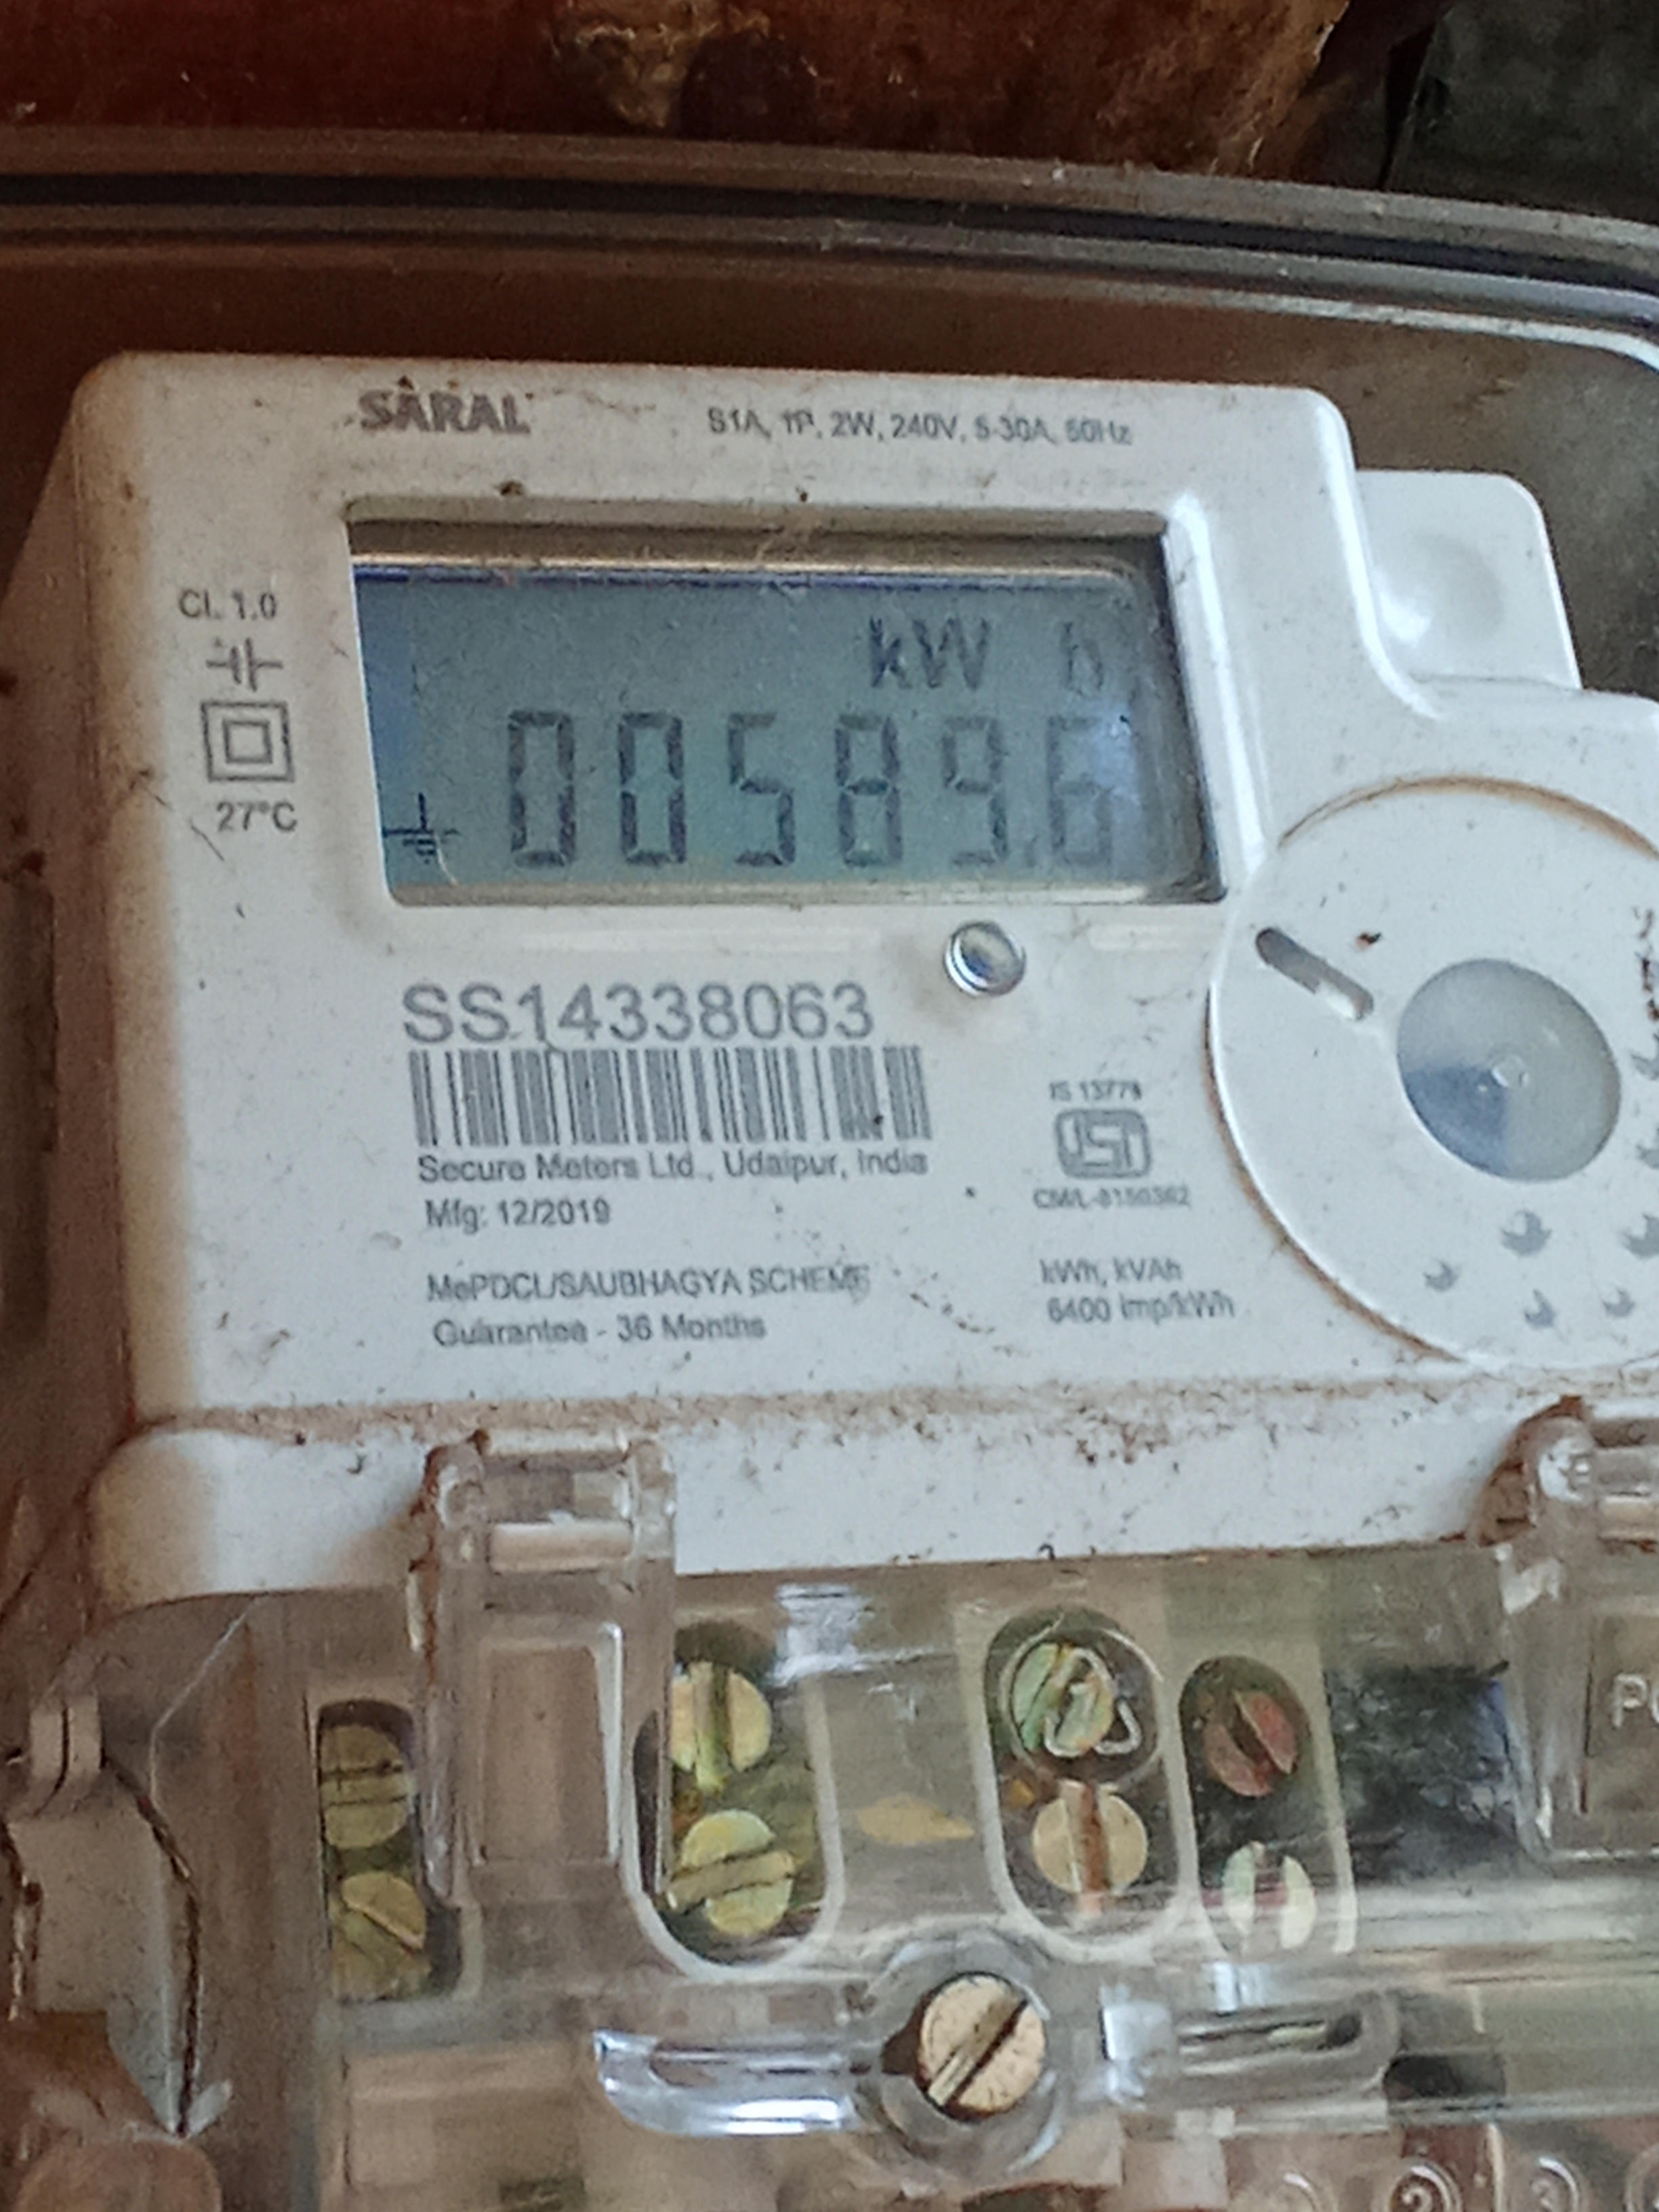 SARAL
S1A, 1P, 2W, 240V, 5-30A, 50Hz
Cl. 1.0
27°C
kW h
00589.6
SS14338063
Secure Meters Ltd., Udaipur, India
Mfg: 12/2019
MePDCL/SAUBHAGYA SCHEME
Guarantee - 36 Months
IS 13779
ISI
kWh, kVAh
6400 imp/kWh